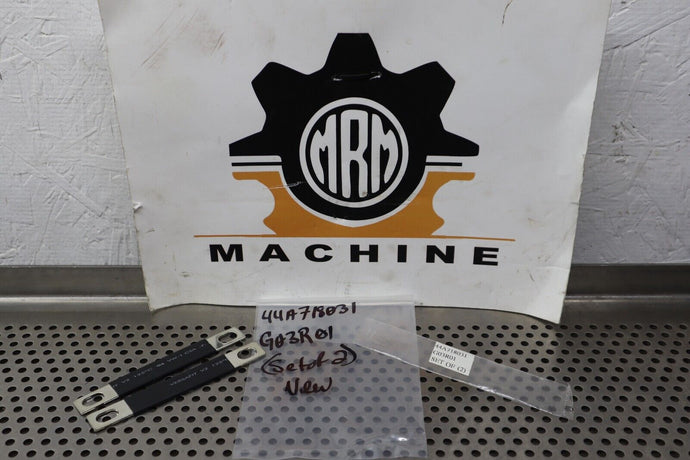 MRM
MACHINE
44A718031
G03R01
(Set of 2)
New
44A718031
G03R01
SET OF (2)